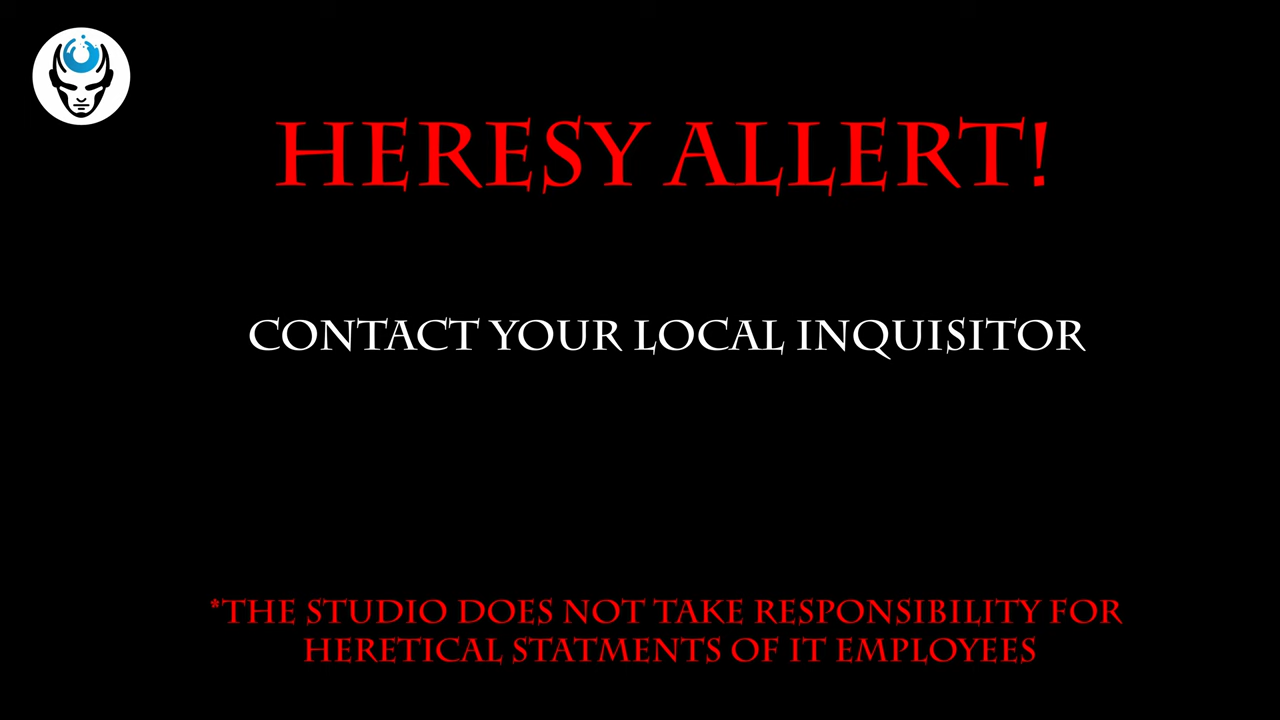 HERESY ALLERT!
CONTACT YOUR LOCAL INQUISITOR
*THE STUDIO DOES NOT TAKE RESPONSIBILITY FOR
HERETICAL STATMENTS OF IT EMPLOYEES